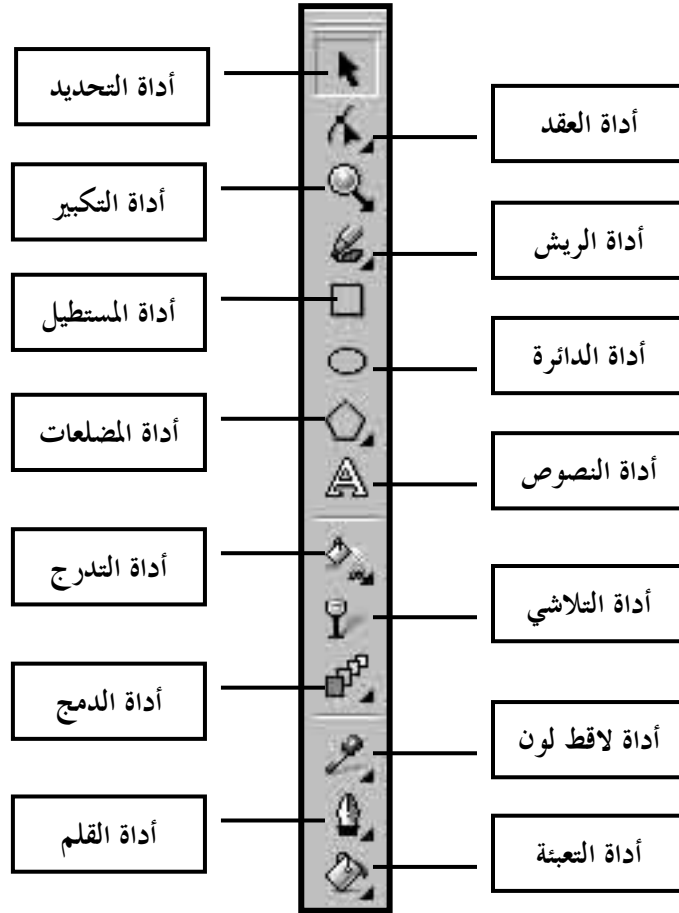 أداة التحديد
أداة العقد
أداة التكبير
أداة الريش
أداة المستطيل
أداة الدائرة
أداة المضلعات
أداة النصوص
أداة التدرج
أداة التلاشي
أداة الدمج
أداة لاقط لون
أداة القلم
أداة التعبئة